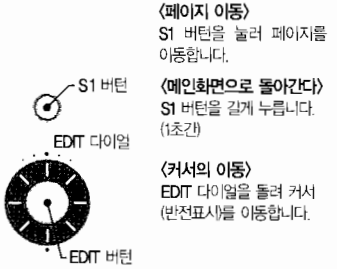 〈페이지 이동〉
S1 버턴을 눌러 페이지를
이동합니다.
S1 버턴
〈메인화면으로 돌아간다〉
S1 버턴을 길게 누릅니다.
(1초간)
EDIT 다이얼
〈커서의 이동〉
EDIT 다이얼을 돌려 커서
(반전표시)를 이동합니다.
EDIT 버턴